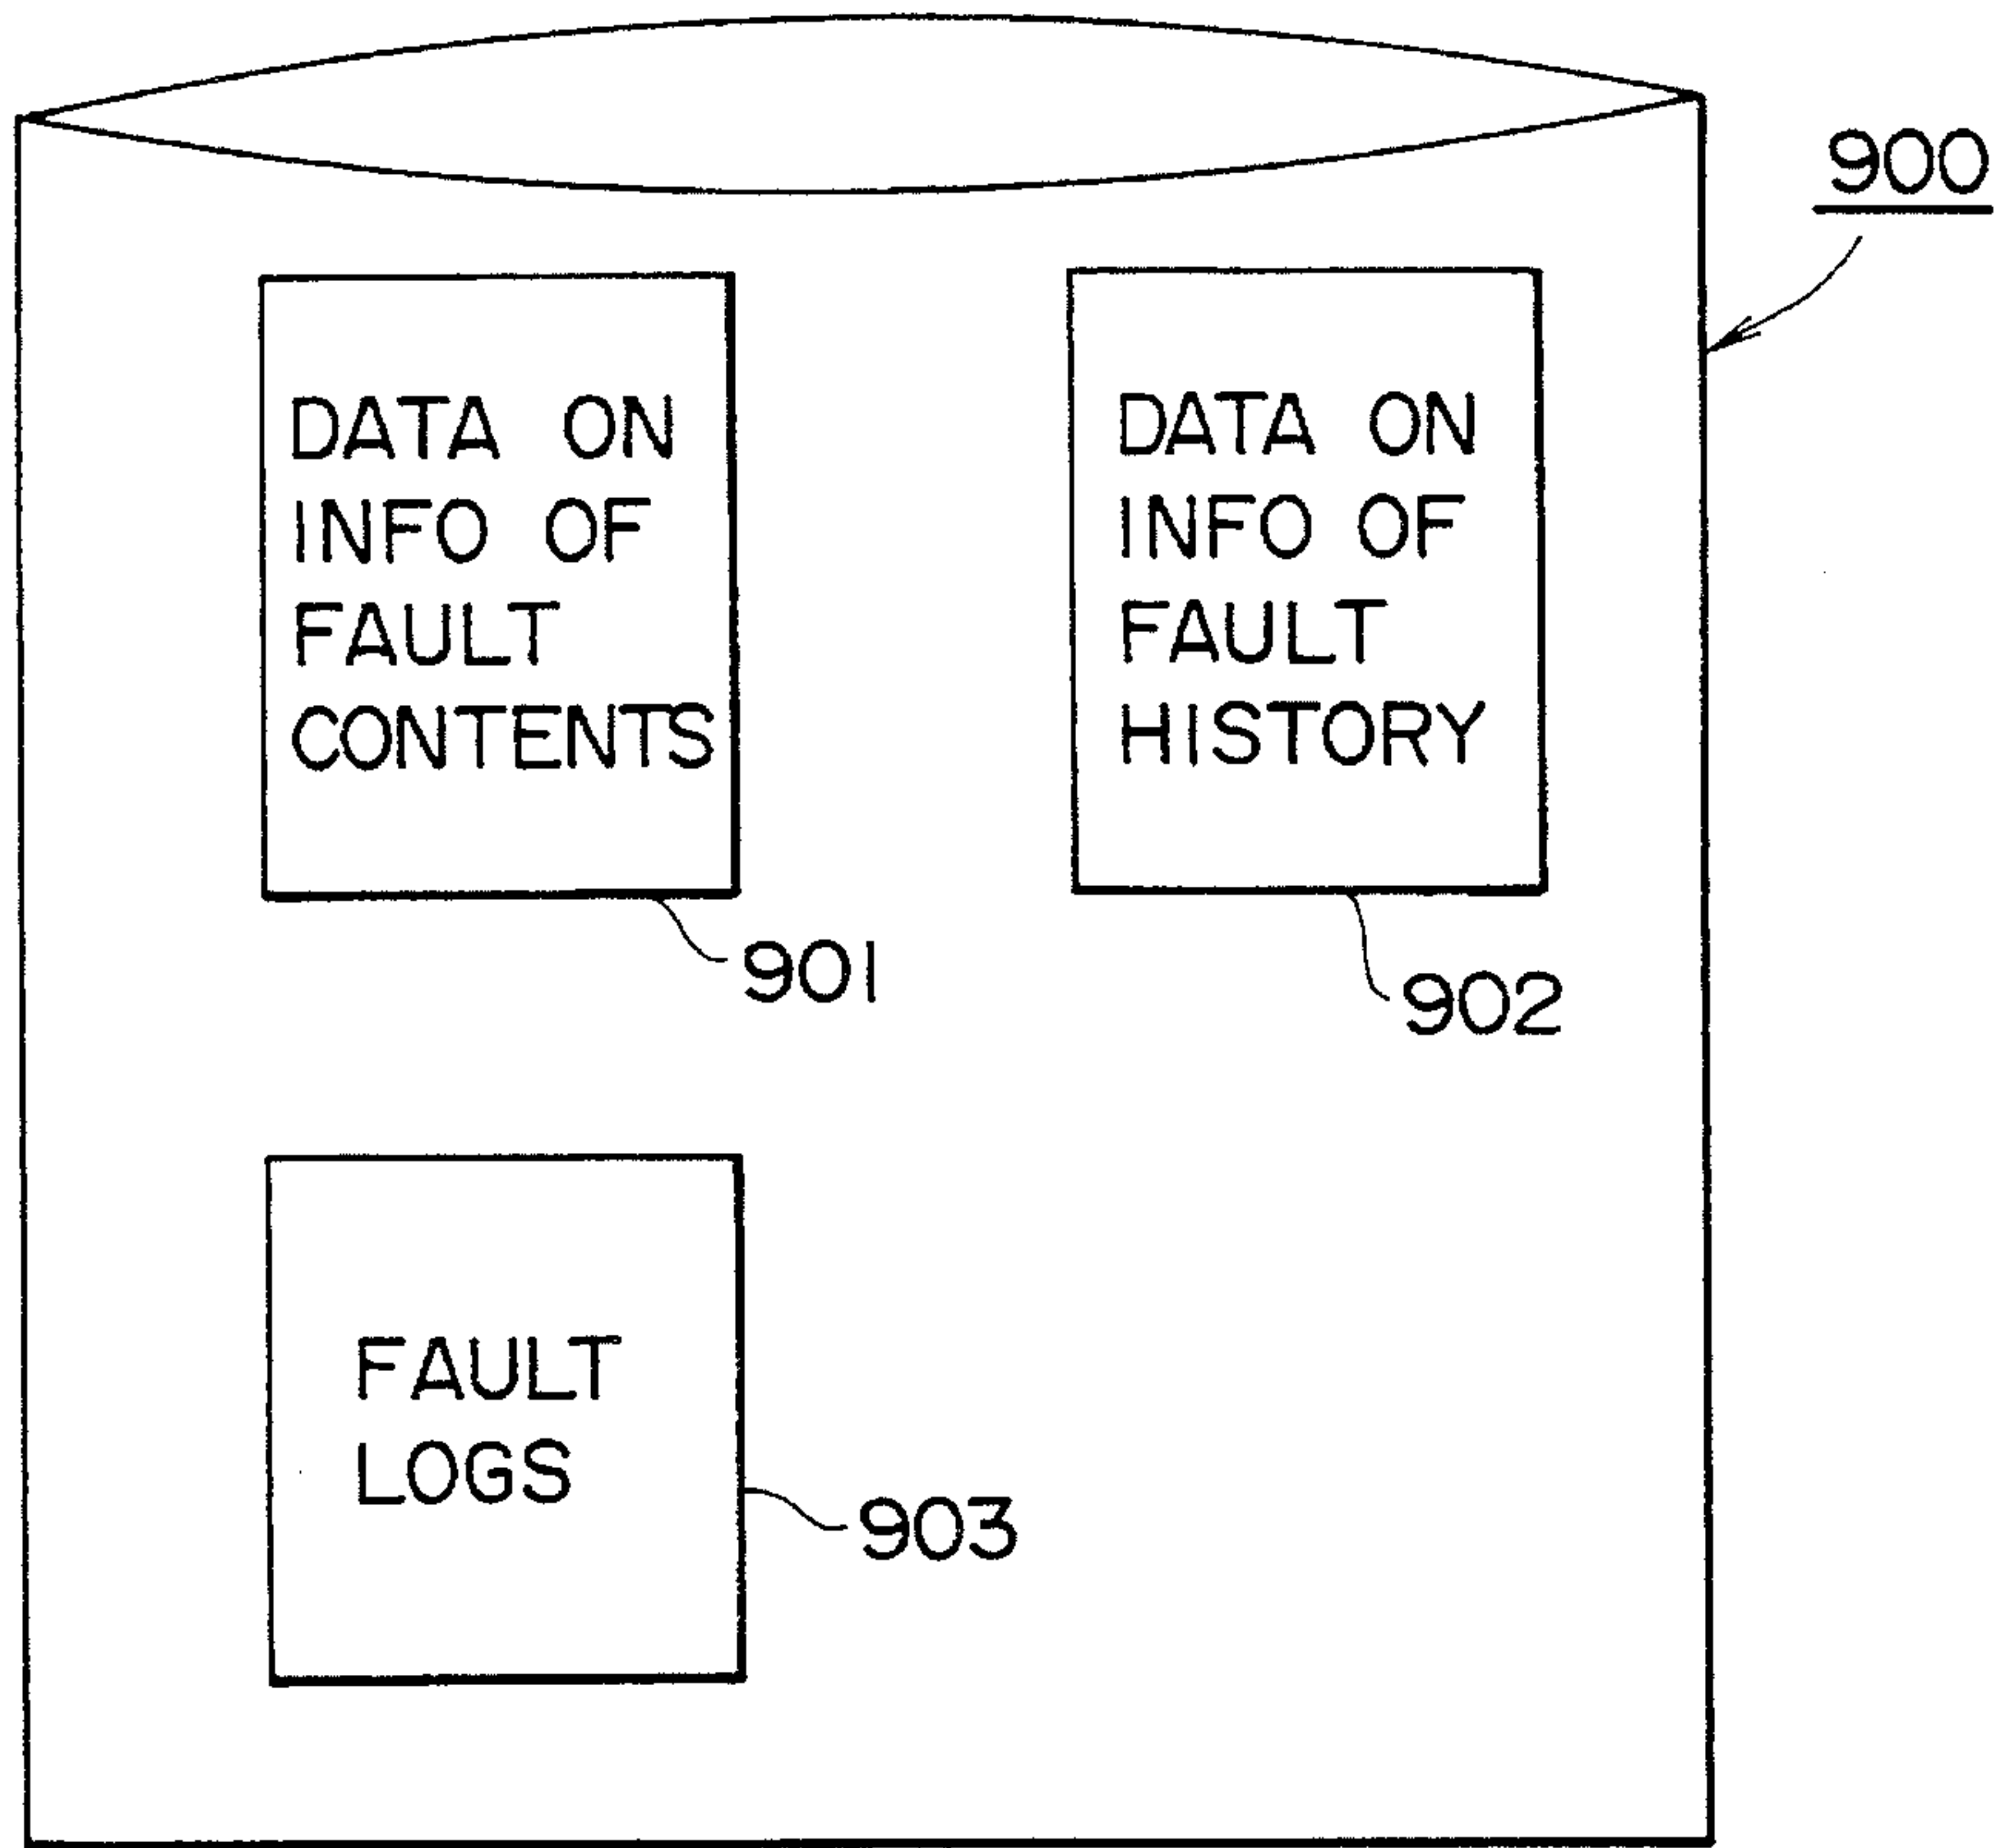 900
DATA ON
INFO OF
FAULT
CONTENTS
901
DATA ON
INFO OF
FAULT
HISTORY
902
FAULT
LOGS
903